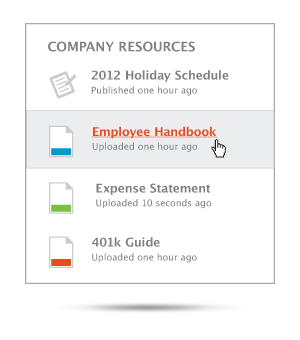 COMPANY RESOURCES
2012 Holiday Schedule
Published one hour ago
Employee Handbook
Uploaded one hour ago
Expense Statement
Uploaded 10 seconds ago
401k Guide
Uploaded one hour ago